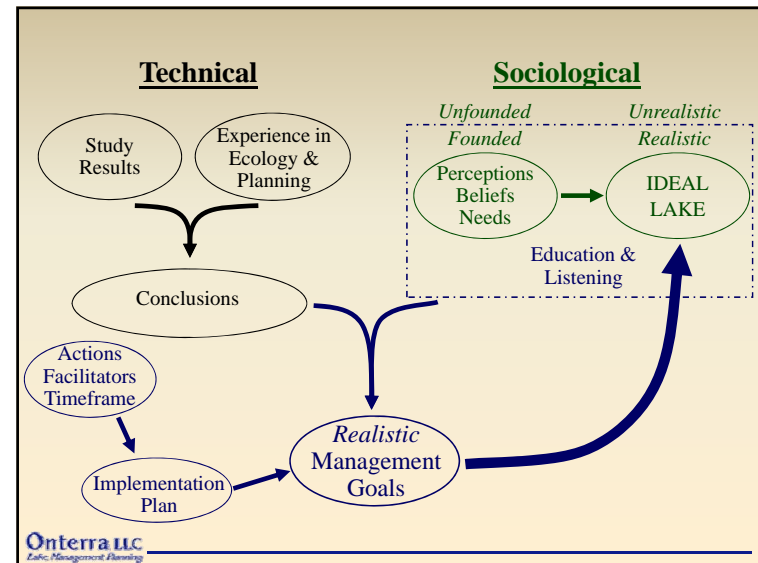 Technical
Sociological
Unfounded
Unrealistic
Founded
Realistic
Study
Results
Experience in
Ecology &
Planning
Perceptions
Beliefs
Needs
IDEAL
LAKE
Education &
Listening
Conclusions
Actions
Facilitators
Timeframe
Realistic
Management
Goals
Implementation
Plan
Onterra LLC
Lake Management Planning